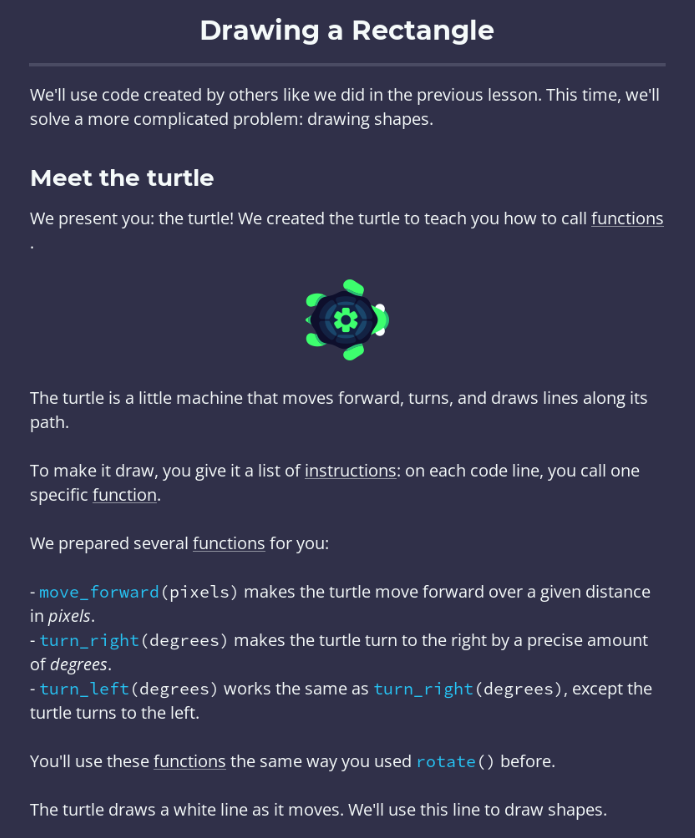 Drawing a Rectangle
We'll use code created by others like we did in the previous lesson. This time, we'll
solve a more complicated problem: drawing shapes.
Meet the turtle
We present you: the turtle! We created the turtle to teach you how to call functions
.
The turtle is a little machine that moves forward, turns, and draws lines along its
path.
To make it draw, you give it a list of instructions: on each code line, you call one
specific function.
We prepared several functions for you:
- move_forward(pixels) makes the turtle move forward over a given distance
in pixels.
- turn_right(degrees) makes the turtle turn to the right by a precise amount
of degrees.
- turn_left(degrees) works the same as turn_right(degrees), except the
turtle turns to the left.
You'll use these functions the same way you used rotate() before.
The turtle draws a white line as it moves. We'll use this line to draw shapes.